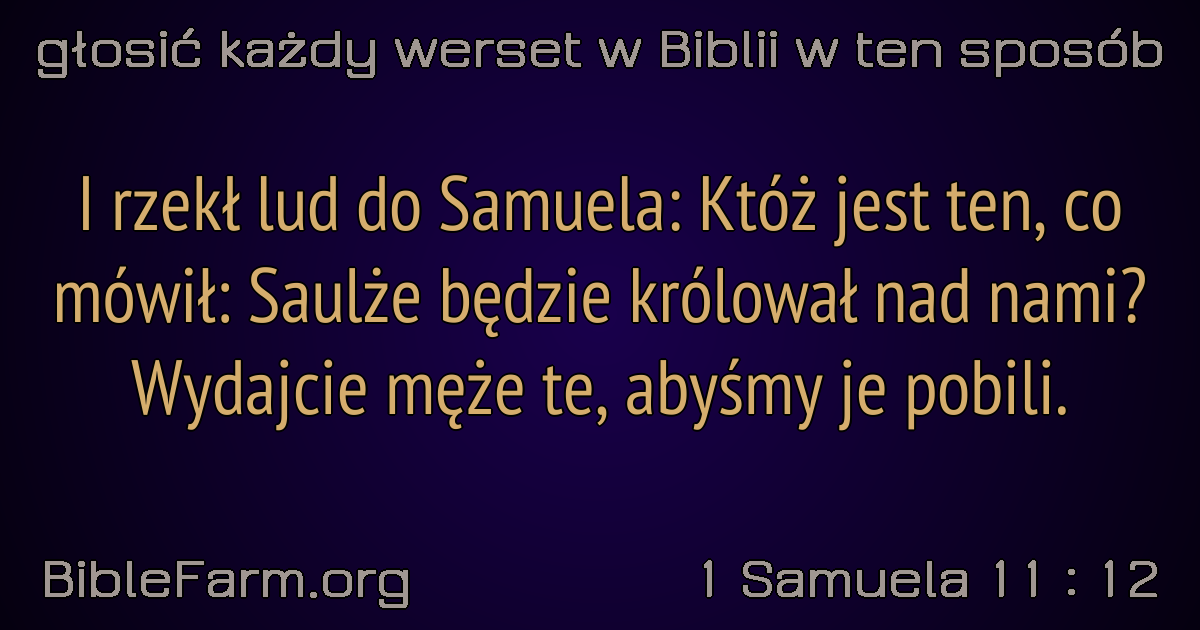 głosić każdy werset w Biblii w ten sposób
I rzekł lud do Samuela: Któż jest ten, co
mówił: Saulże będzie królował nad nami?
Wydajcie męże te, abyśmy je pobili.
BibleFarm.org
1 Samuela 11 : 12